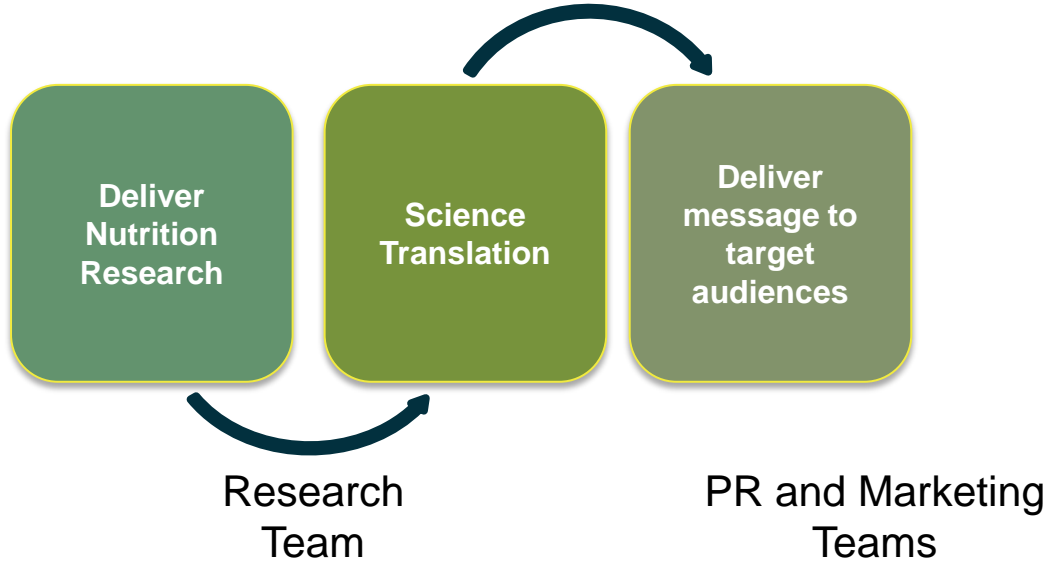 Deliver
Nutrition
Research
Science
Translation
Deliver
message to
target
audiences
Research
Team
PR and Marketing
Teams